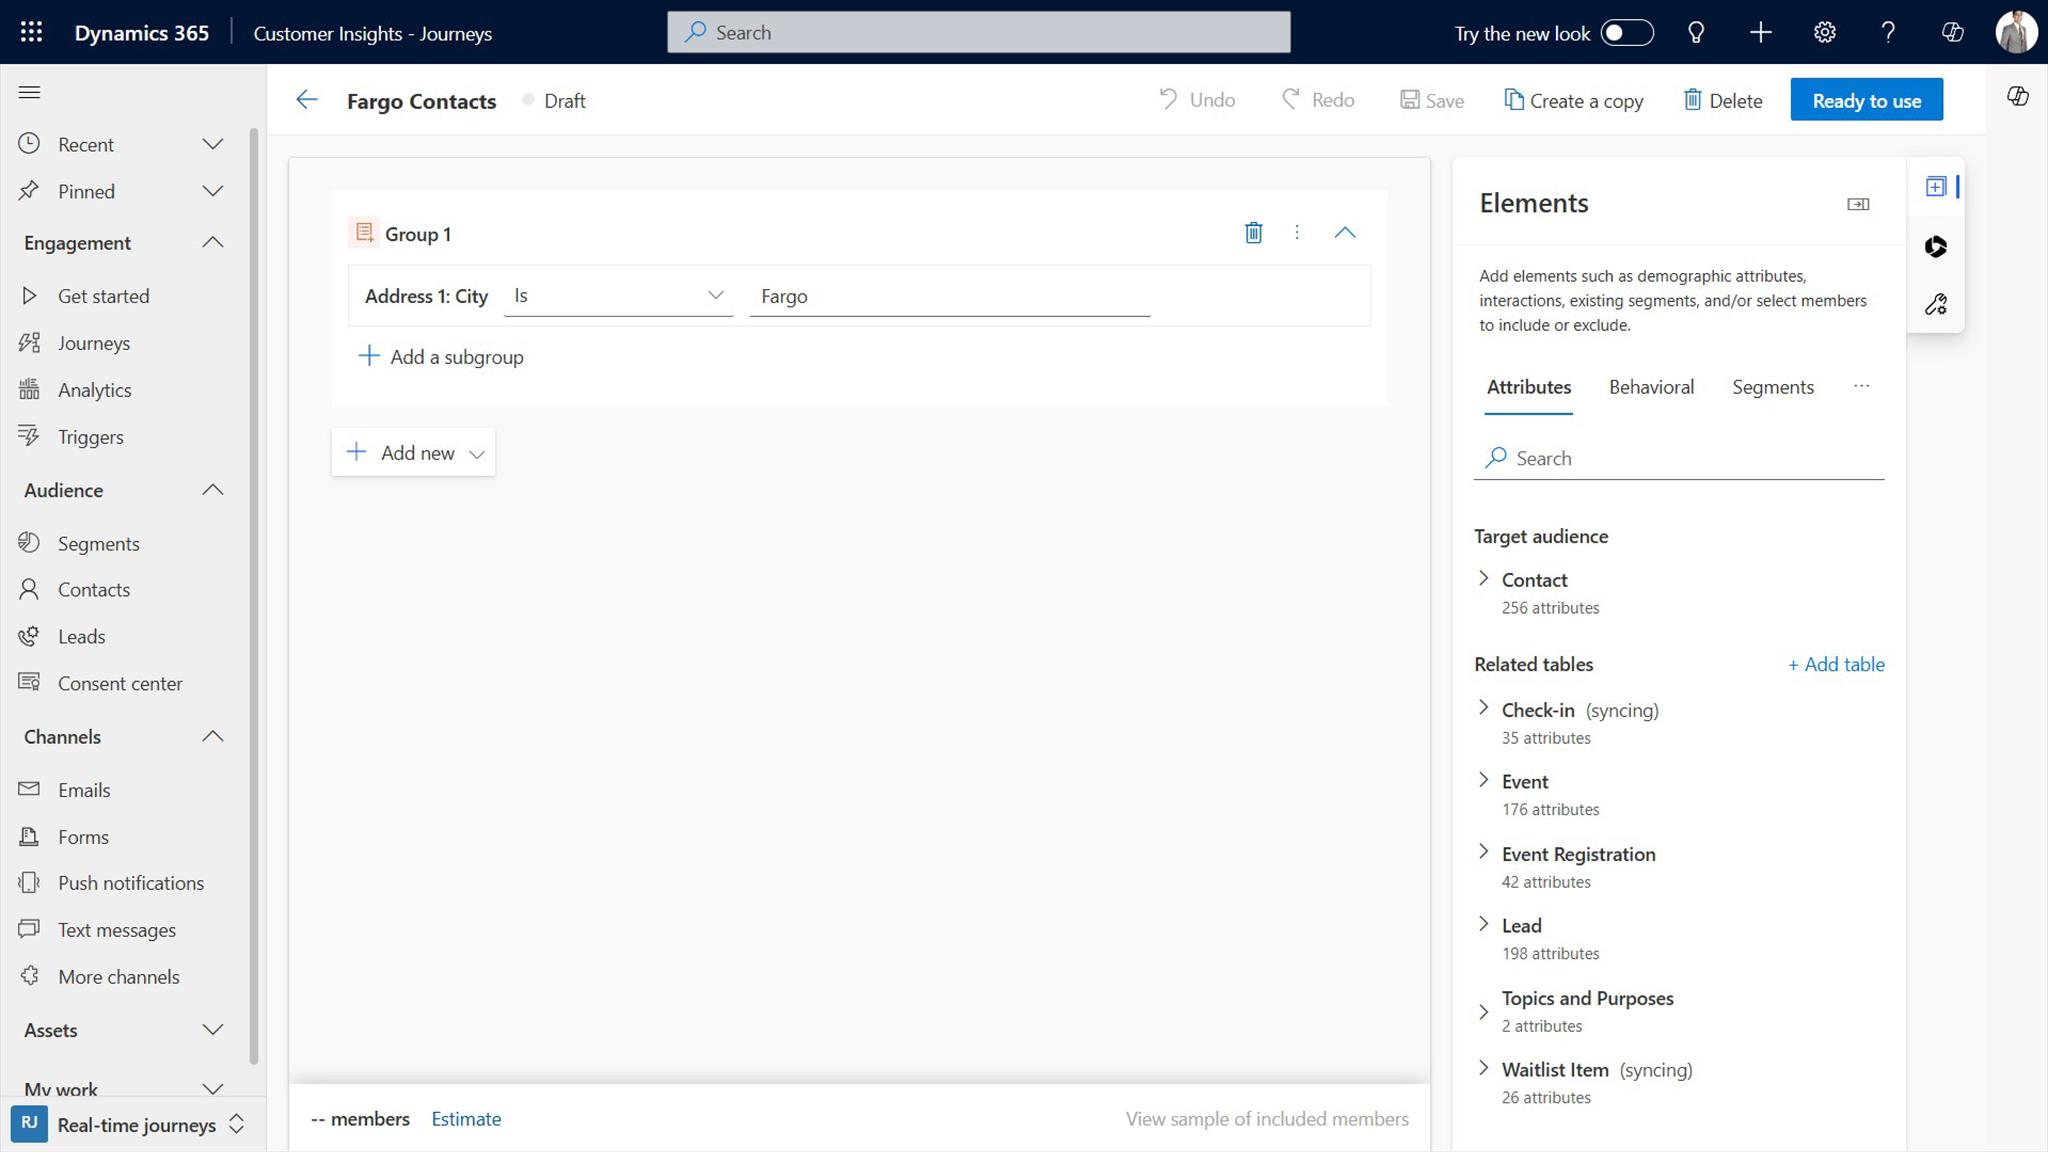 Dynamics 365
Customer Insights - Journeys
Search
Try the new look
Recent
Pinned
Engagement
Get started
Journeys
Analytics
Triggers
Audience
Segments
Contacts
Leads
Consent center
Channels
Emails
Forms
Push notifications
Text messages
More channels
Assets
My work
RJ Real-time journeys
Fargo Contacts
Draft
Undo
Redo
Save
Create a copy
Delete
Ready to use
Group 1
Address 1: City
Is
Fargo
Add a subgroup
Add new
-- members
Estimate
View sample of included members
Elements
Add elements such as demographic attributes,
interactions, existing segments, and/or select members
to include or exclude.
Attributes
Behavioral
Segments
Search
Target audience
Contact
256 attributes
Related tables
+ Add table
Check-in (syncing)
35 attributes
Event
176 attributes
Event Registration
42 attributes
Lead
198 attributes
Topics and Purposes
2 attributes
Waitlist Item (syncing)
26 attributes